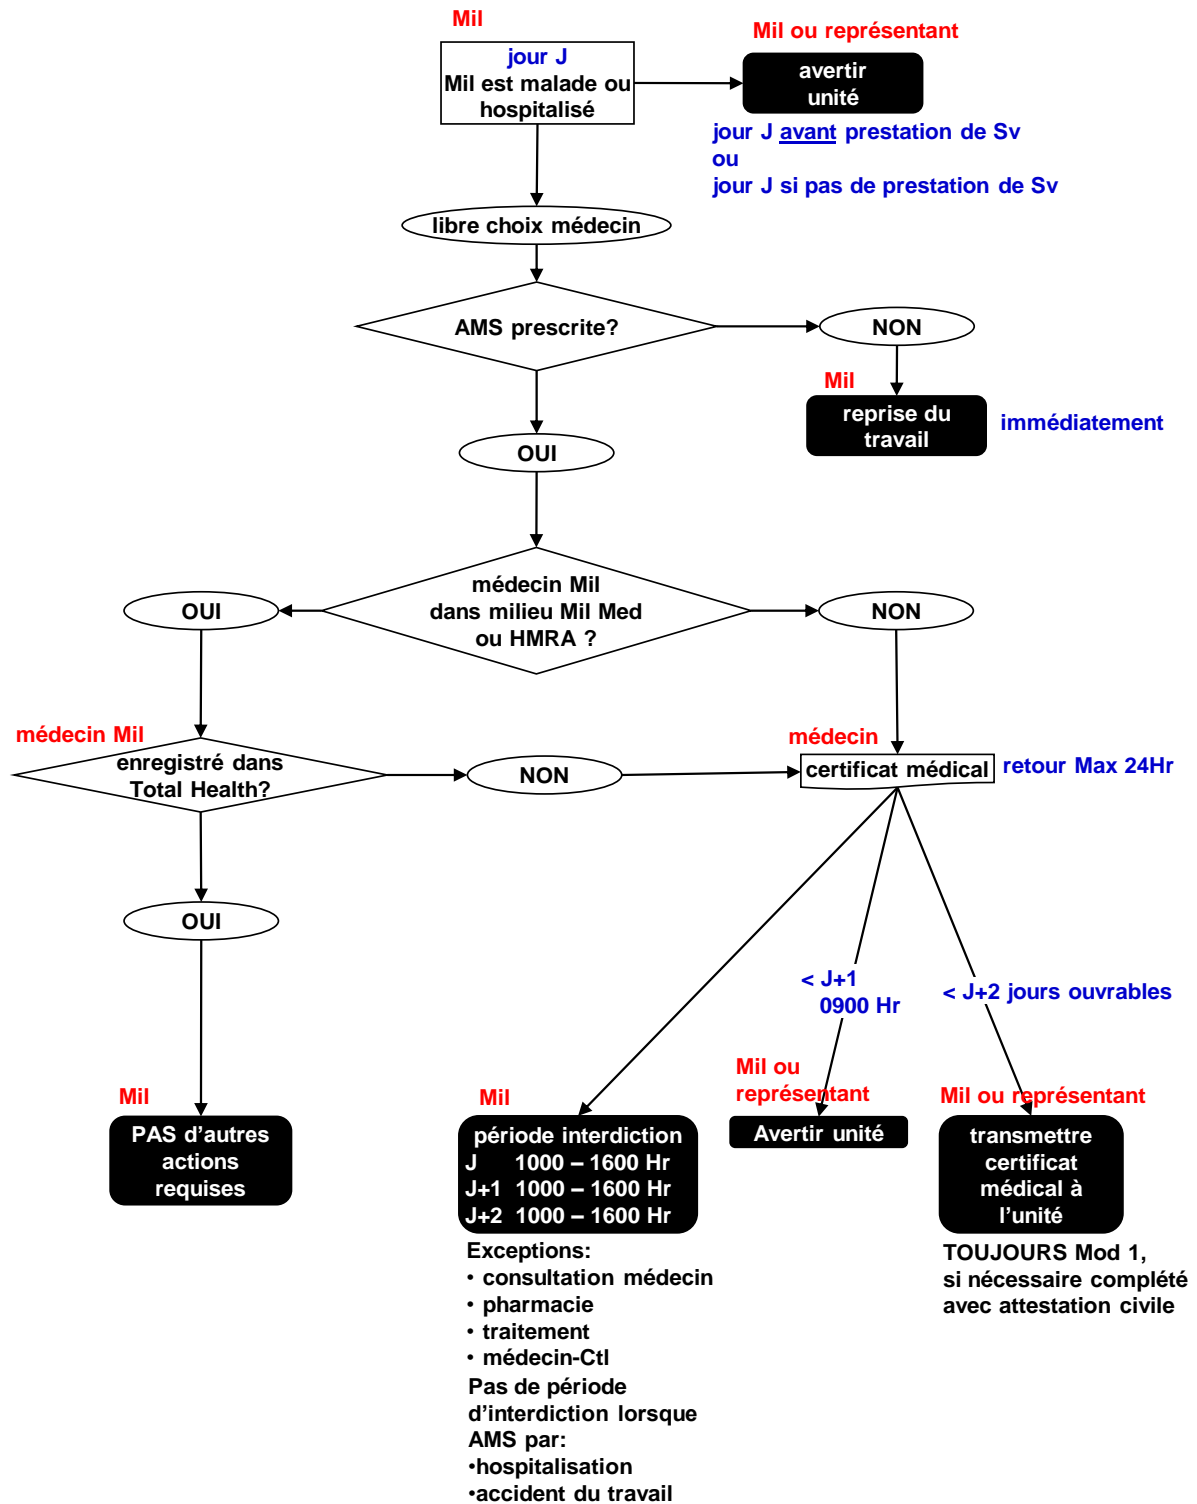 Mil
jour J
Mil est malade ou
hospitalisé
Mil ou représentant
avertir
unité
jour J avant prestation de Sv
ou
jour J si pas de prestation de Sv
libre choix médecin
AMS prescrite?
NON
Mil
reprise du
travail
immédiatement
OUI
médecin Mil
dans milieu Mil Med
ou HMRA ?
OUI
NON
médecin Mil
enregistré dans
Total Health?
NON
médecin
certificat médical
retour Max 24Hr
OUI
< J+1
0900 Hr
< J+2 jours ouvrables
Mil
PAS d’autres
actions
requises
Mil
période interdiction
J 1000 – 1600 Hr
J+1 1000 – 1600 Hr
J+2 1000 – 1600 Hr
Exceptions:
• consultation médecin
• pharmacie
• traitement
• médecin-Ctl
Pas de période
d’interdiction lorsque
AMS par:
•hospitalisation
•accident du travail
Mil ou
représentant
Avertir unité
Mil ou représentant
transmettre
certificat
médical à
l’unité
TOUJOURS Mod 1,
si nécessaire complété
avec attestation civile